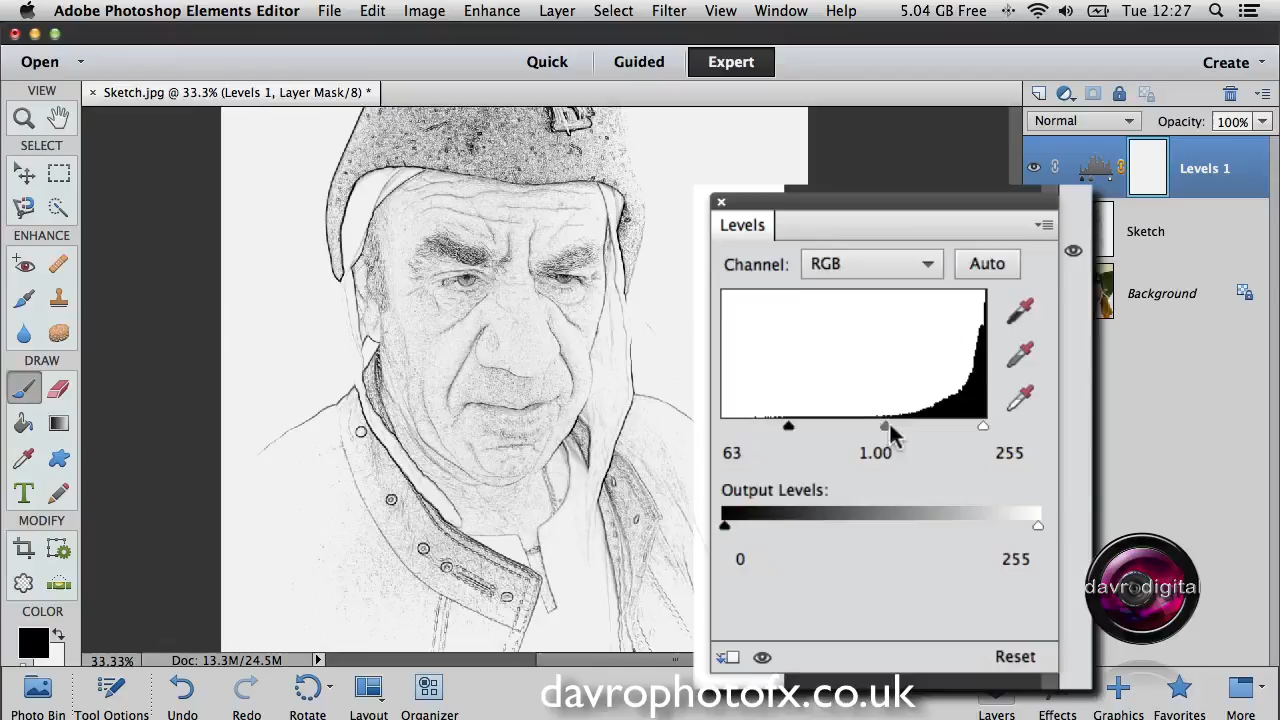 Adobe Photoshop Elements Editor File Edit Image Enhance Layer Select Filter View Window Help 5.04 GB Free Tue 12:27
Open Quick Guided Expert Create
VIEW
× Sketch.jpg @ 33.3% (Levels 1, Layer Mask/8) *
Normal Opacity: 100%
SELECT
Levels 1
Levels
Sketch
ENHANCE
Channel: RGB Auto
Background
DRAW
63 1.00 255
Output Levels:
T
MODIFY
0 255
davrodigital
COLOR
33.33% Doc: 13.3M/24.5M
Reset
davrophotofx.co.uk
Photo Bin Tool Options Undo Redo Rotate Layout Organizer Layers Effects Graphics Favorites More